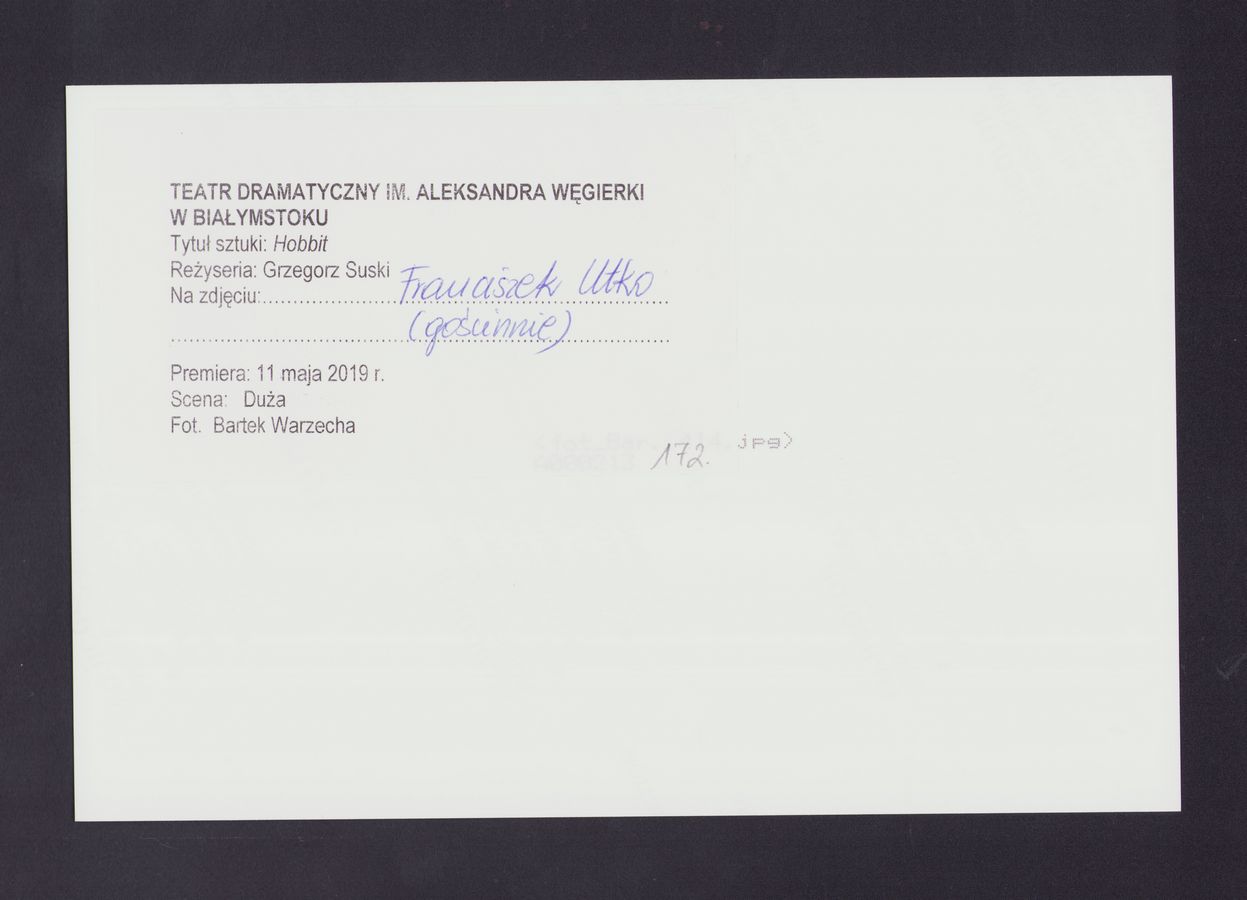 TEATR DRAMATYCZNY IM. ALEKSANDRA WĘGIERKI
W BIAŁYMSTOKU
Tytuł sztuki: Hobbit
Reżyseria: Grzegorz Suski
Na zdjęciu:.......................... Franciszek Utko
(gościnnie)
Premiera: 11 maja 2019 r.
Scena: Duża
Fot. Bartek Warzecha
jpg>
172.